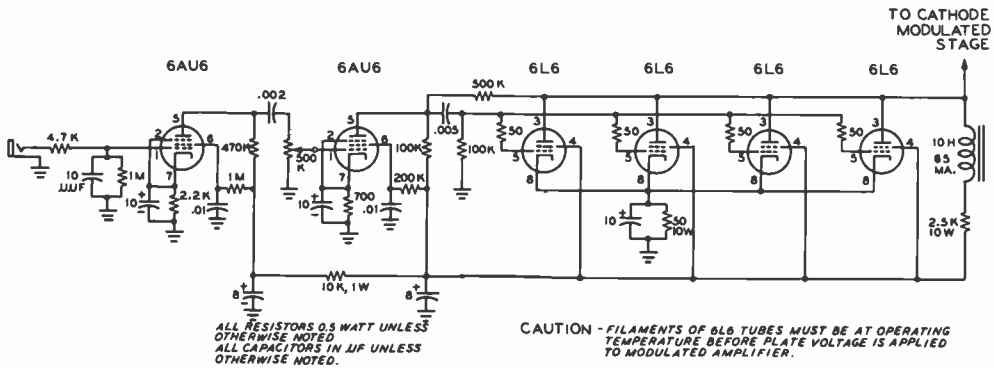 TO CATHODE
MODULATED
STAGE
6AU6
6AU6
6L6
6L6
6L6
6L6
4.7K
10
µµF
1M
2
1
5
6
7
10
+
-
2.2K
.01
1M
470K
.002
500
K
2
1
5
6
7
10
+
-
700
.01
200K
100K
.005
100K
500K
50
3
5
4
8
50
3
5
4
8
50
3
5
4
8
50
3
5
4
8
10
+
-
50
10W
10H
65
MA.
2.5K
10W
8
+
-
10K, 1W
8
+
-
ALL RESISTORS 0.5 WATT UNLESS
OTHERWISE NOTED
ALL CAPACITORS IN µF UNLESS
OTHERWISE NOTED.
CAUTION - FILAMENTS OF 6L6 TUBES MUST BE AT OPERATING
TEMPERATURE BEFORE PLATE VOLTAGE IS APPLIED
TO MODULATED AMPLIFIER.